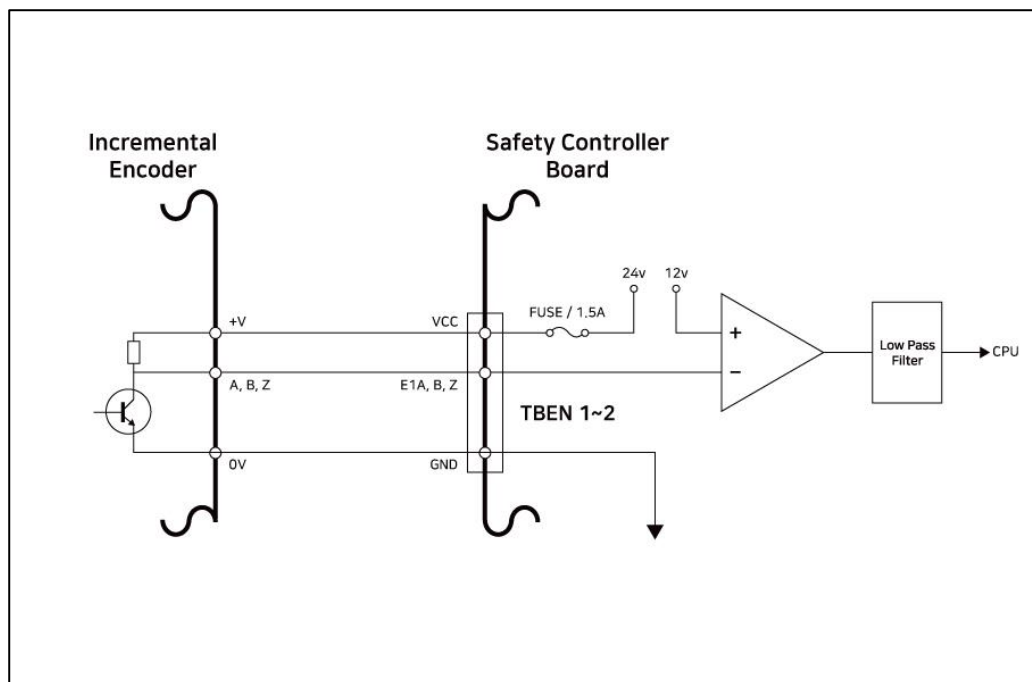 Incremental
Encoder
Safety Controller
Board
24v
12v
FUSE / 1.5A
+V
VCC
+
Low Pass
Filter
CPU
A, B, Z
E1A, B, Z
−
TBEN 1~2
0V
GND